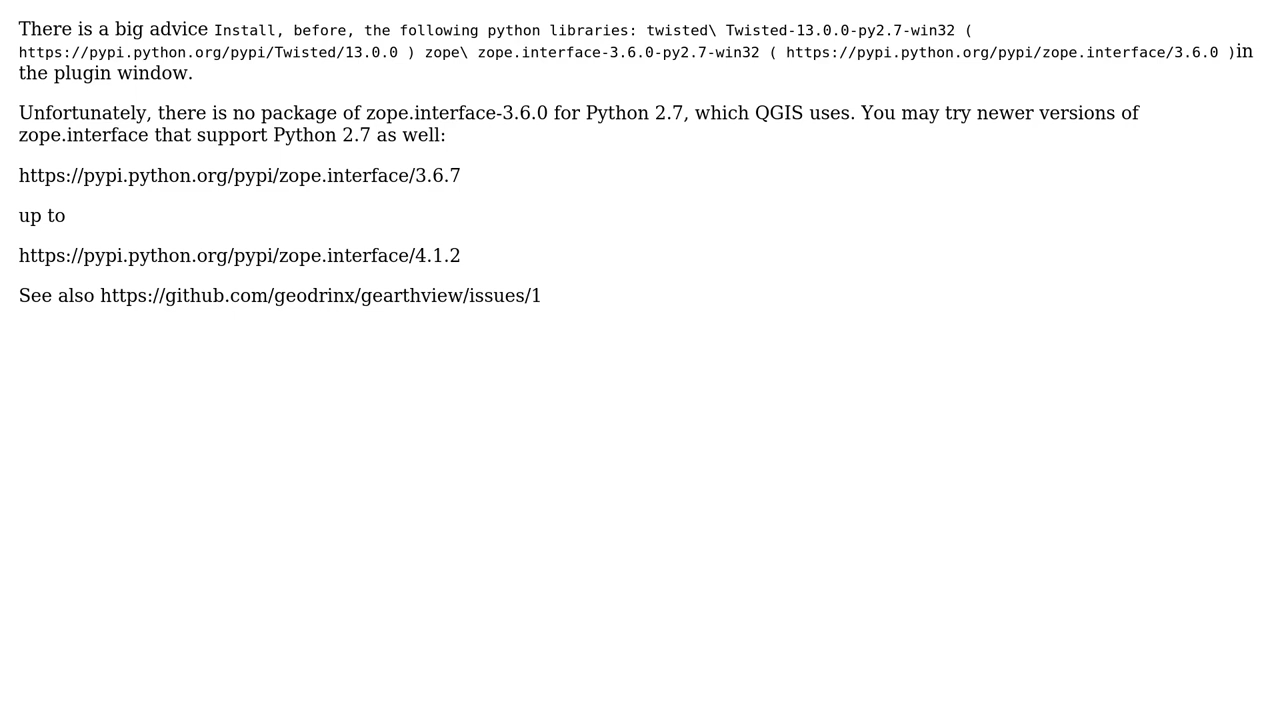 There is a big advice Install, before, the following python libraries: twisted\ Twisted-13.0.0-py2.7-win32 (
https://pypi.python.org/pypi/Twisted/13.0.0 ) zope\ zope.interface-3.6.0-py2.7-win32 ( https://pypi.python.org/pypi/zope.interface/3.6.0 )in
the plugin window.
Unfortunately, there is no package of zope.interface-3.6.0 for Python 2.7, which QGIS uses. You may try newer versions of
zope.interface that support Python 2.7 as well:
https://pypi.python.org/pypi/zope.interface/3.6.7
up to
https://pypi.python.org/pypi/zope.interface/4.1.2
See also https://github.com/geodrinx/gearthview/issues/1